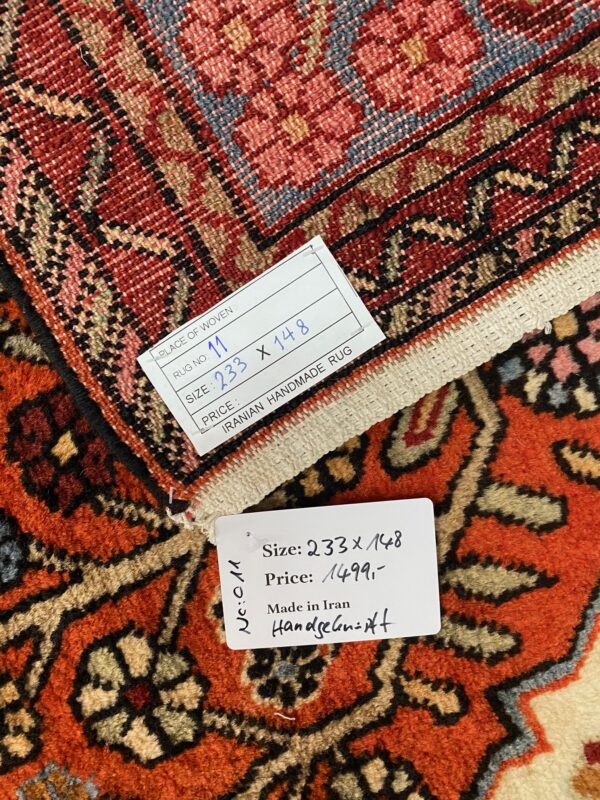 PLACE OF WOVEN
RUG NO: 11
SIZE: 233 X 148
PRICE:
IRANIAN HANDMADE RUG
Size: 233 x 148
Price: 1499,-
Made in Iran
Handgeknüpft
No: 011